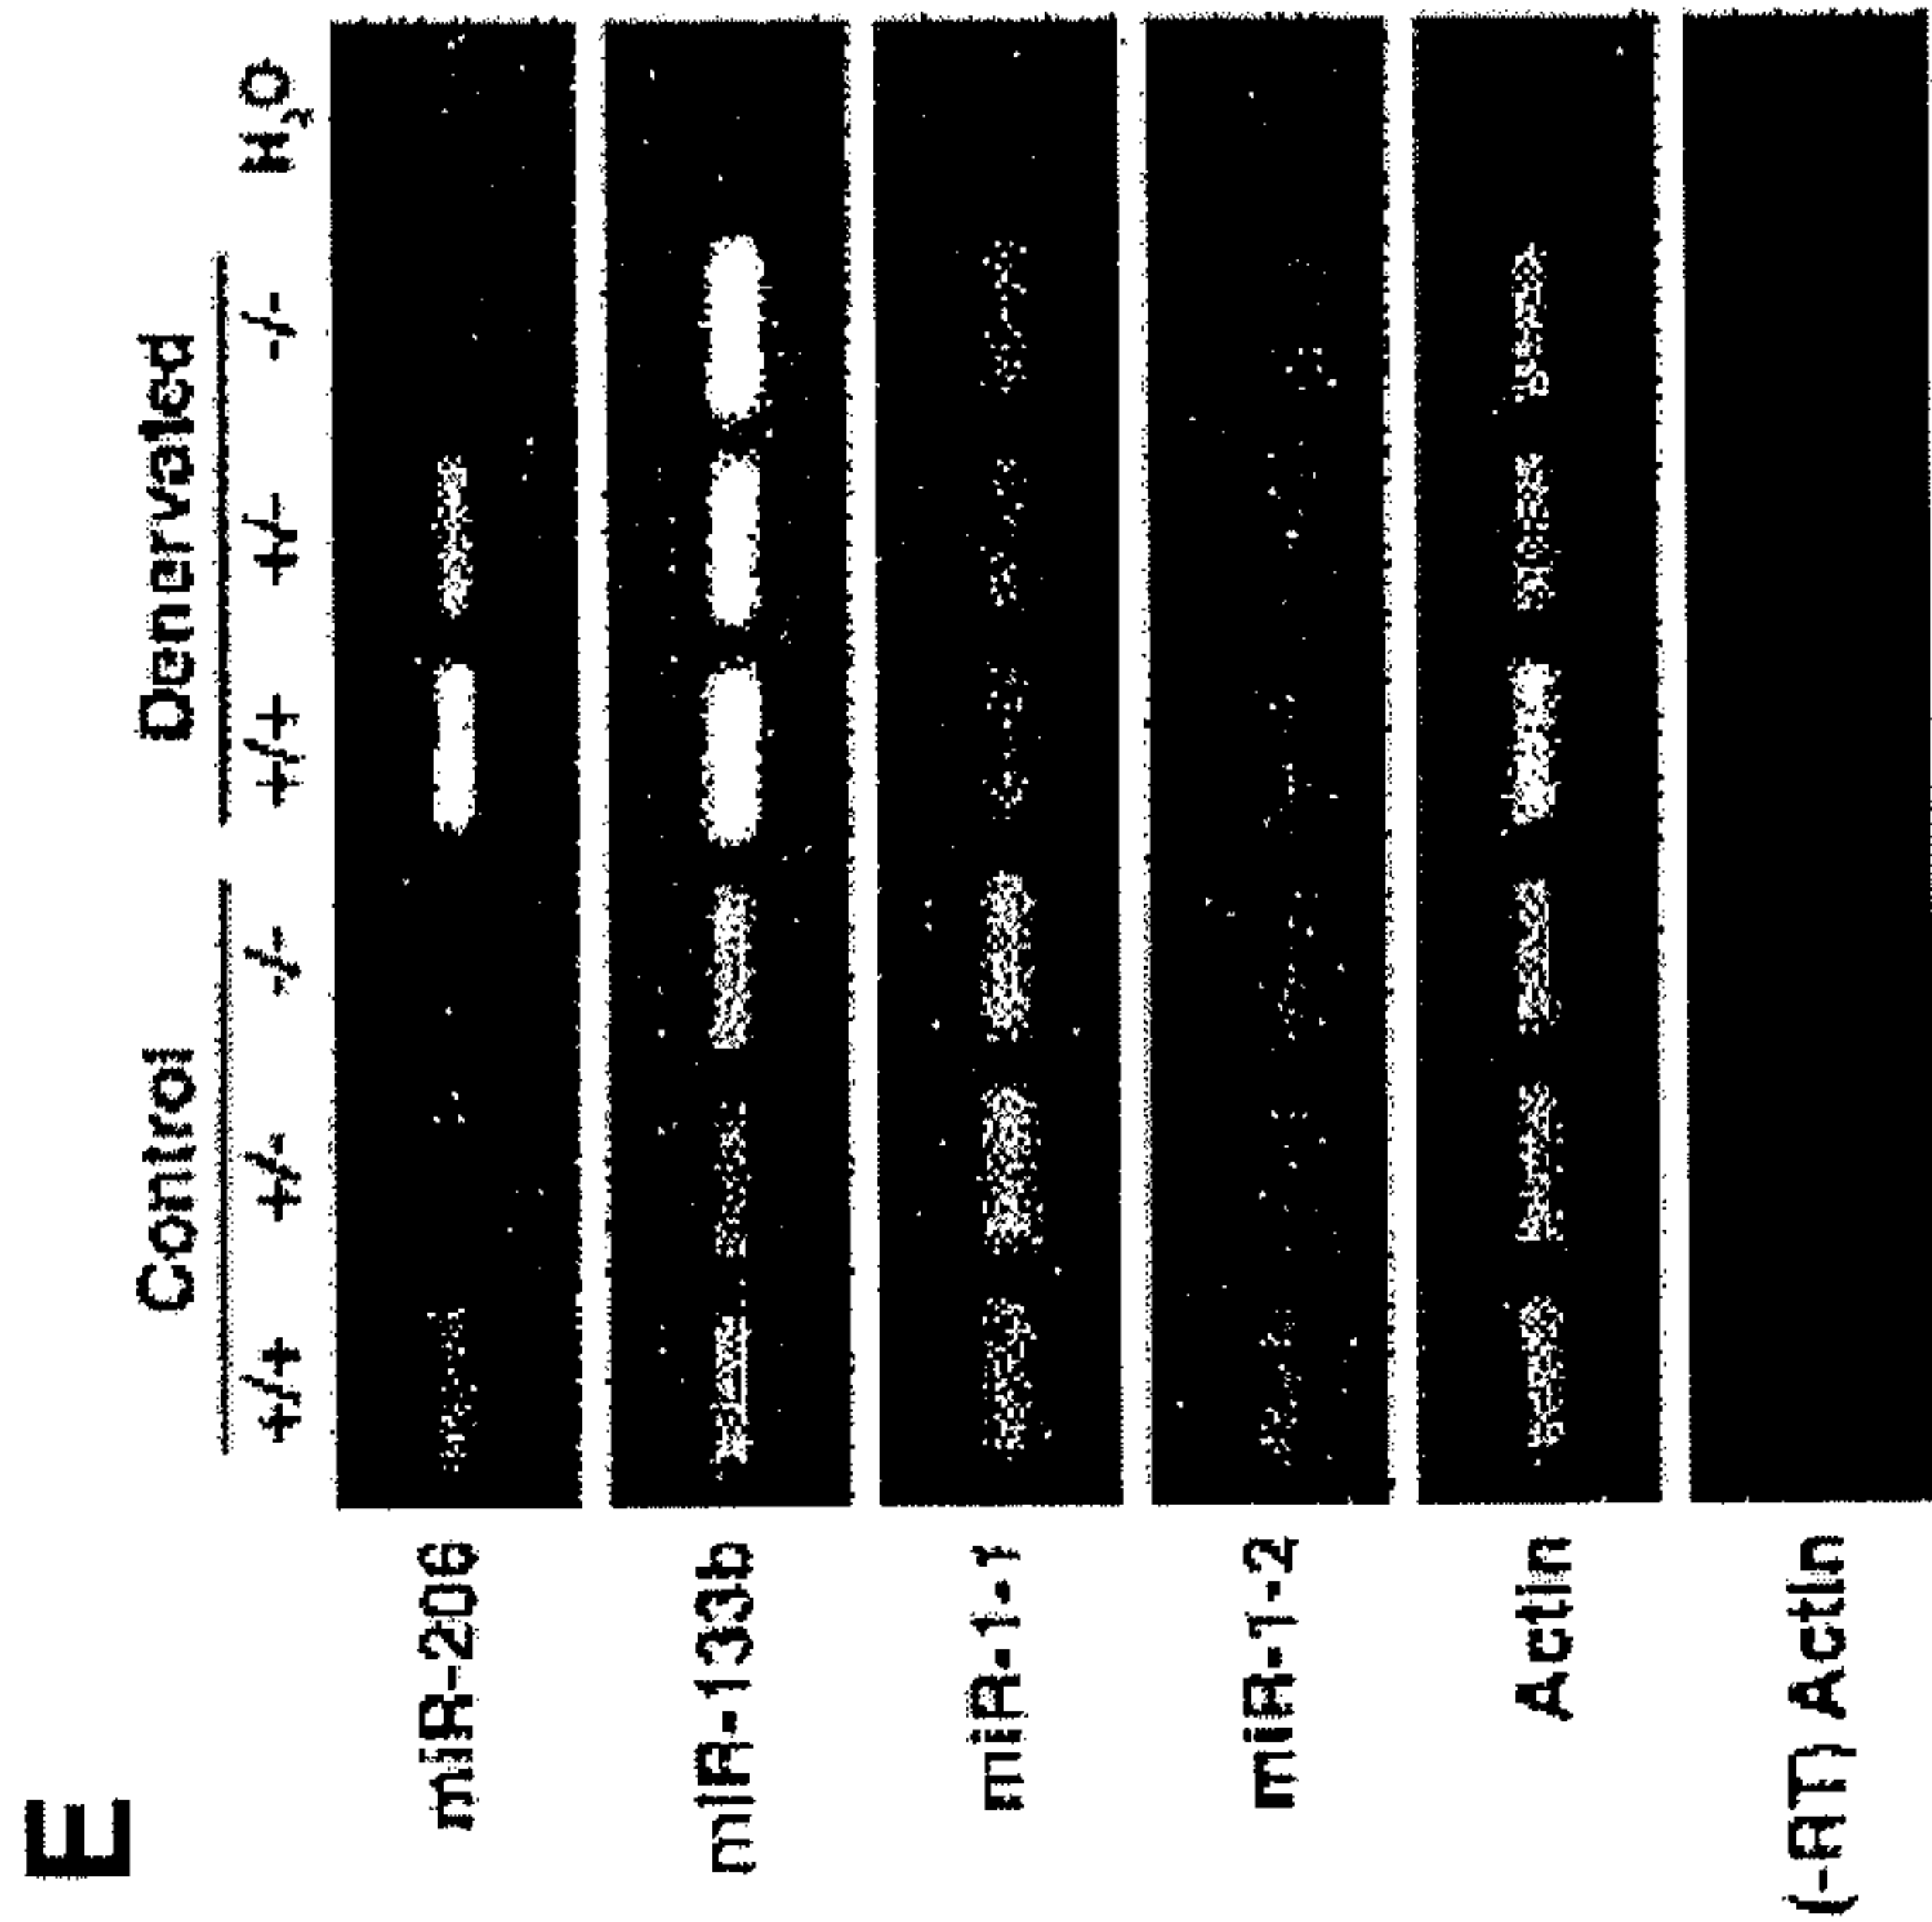 E
Control Denervated
+/+ +/- -/- +/+ +/- -/- H₂O
miR-206
miR-133b
miR-1-1
miR-1-2
Actin
(-RT) Actin